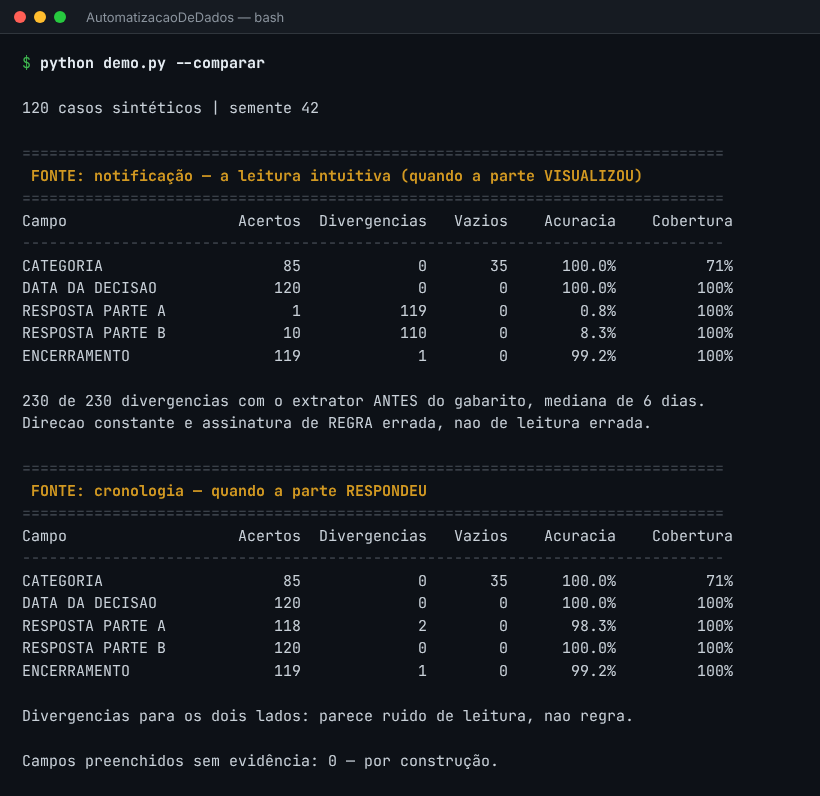 AutomatizacaoDeDados — bash
$ python demo.py --comparar
120 casos sintéticos | semente 42
==============================================================================
FONTE: notificação — a leitura intuitiva (quando a parte VISUALIZOU)
==============================================================================
Campo Acertos Divergencias Vazios Acuracia Cobertura
------------------------------------------------------------------------------
CATEGORIA 85 0 35 100.0% 71%
DATA DA DECISAO 120 0 0 100.0% 100%
RESPOSTA PARTE A 1 119 0 0.8% 100%
RESPOSTA PARTE B 10 110 0 8.3% 100%
ENCERRAMENTO 119 1 0 99.2% 100%
230 de 230 divergencias com o extrator ANTES do gabarito, mediana de 6 dias.
Direcao constante e assinatura de REGRA errada, nao de leitura errada.
==============================================================================
FONTE: cronologia — quando a parte RESPONDEU
==============================================================================
Campo Acertos Divergencias Vazios Acuracia Cobertura
------------------------------------------------------------------------------
CATEGORIA 85 0 35 100.0% 71%
DATA DA DECISAO 120 0 0 100.0% 100%
RESPOSTA PARTE A 118 2 0 98.3% 100%
RESPOSTA PARTE B 120 0 0 100.0% 100%
ENCERRAMENTO 119 1 0 99.2% 100%
Divergencias para os dois lados: parece ruido de leitura, nao regra.
Campos preenchidos sem evidência: 0 — por construção.